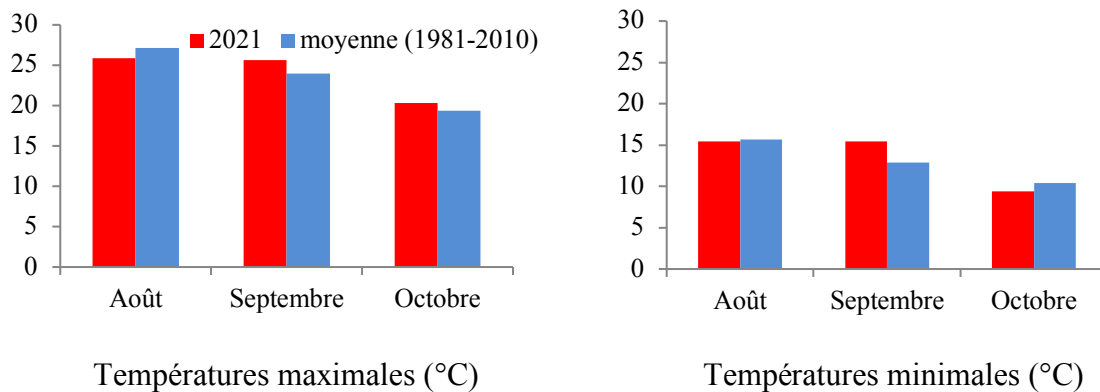 30
25
20
15
10
5
0
2021 moyenne (1981-2010)
Août Septembre Octobre
Températures maximales (°C)
30
25
20
15
10
5
0
Août Septembre Octobre
Températures minimales (°C)